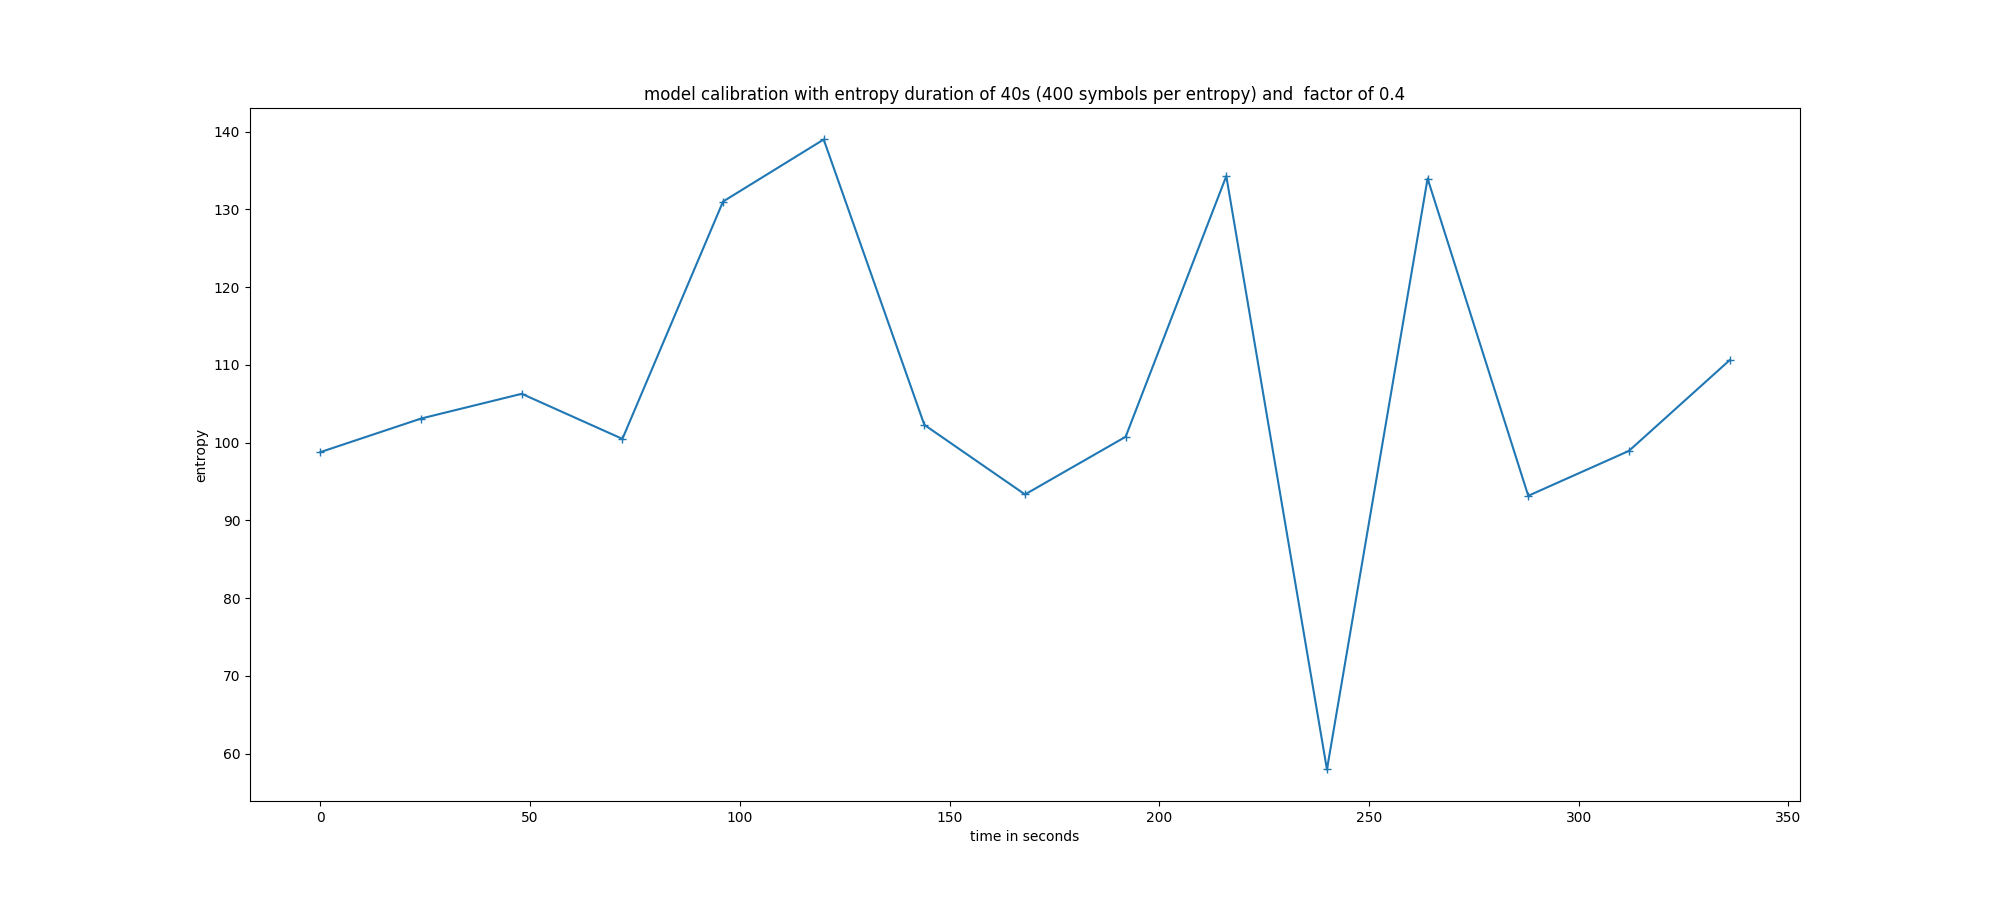 model calibration with entropy duration of 40s (400 symbols per entropy) and  factor of 0.4
140
130
120
110
100
90
80
70
60
entropy
0 50 100 150 200 250 300 350
time in seconds